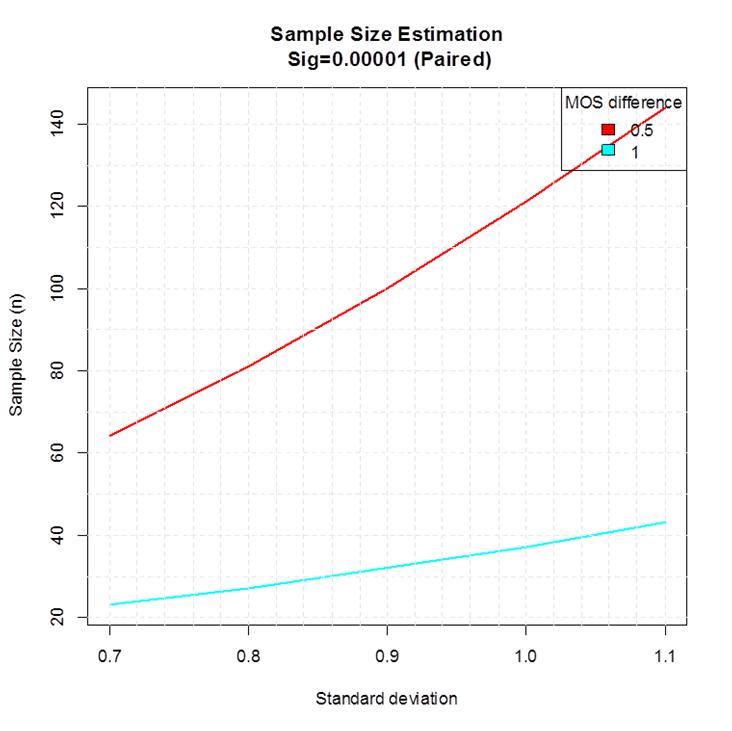 Sample Size Estimation
Sig=0.00001 (Paired)
MOS difference
0.5
1
Sample Size (n)
140
120
100
80
60
40
20
0.7 0.8 0.9 1.0 1.1
Standard deviation